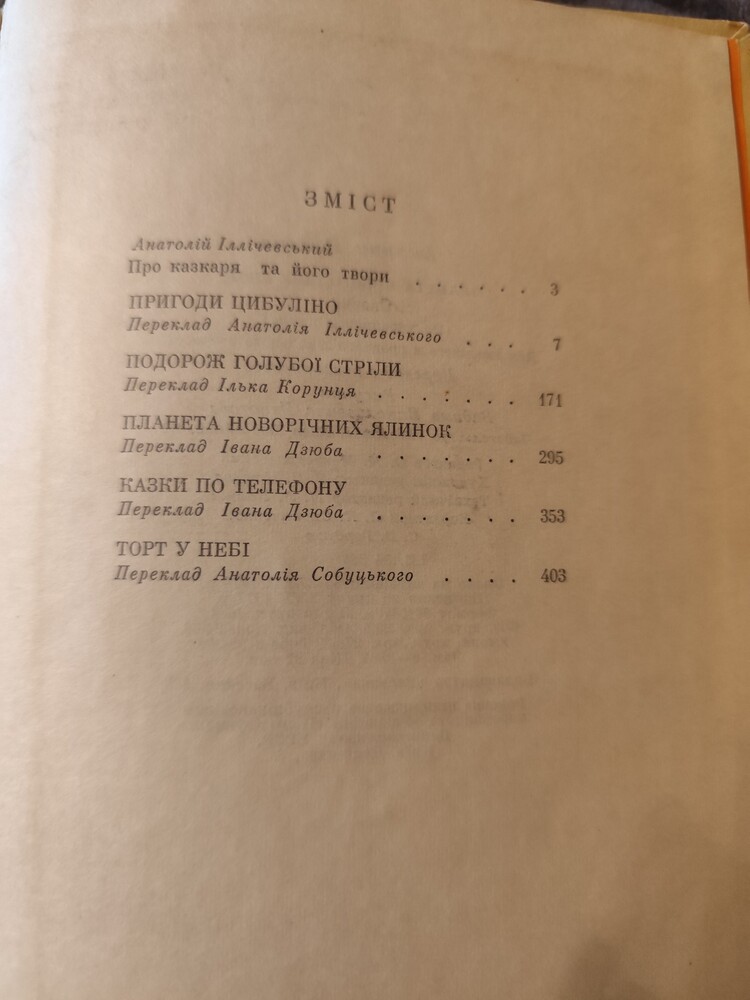 ЗМІСТ
Анатолій Іллічевський
Про казкаря та його твори . . . . . . 3
ПРИГОДИ ЦИБУЛІНО
Переклад Анатолія Іллічевського . . . 7
ПОДОРОЖ ГОЛУБОЇ СТРІЛИ
Переклад Ілька Корунця . . . . . . . 171
ПЛАНЕТА НОВОРІЧНИХ ЯЛИНОК
Переклад Івана Дзюба . . . . . . . 295
КАЗКИ ПО ТЕЛЕФОНУ
Переклад Івана Дзюба . . . . . . . 353
ТОРТ У НЕБІ
Переклад Анатолія Собуцького . . . . 403